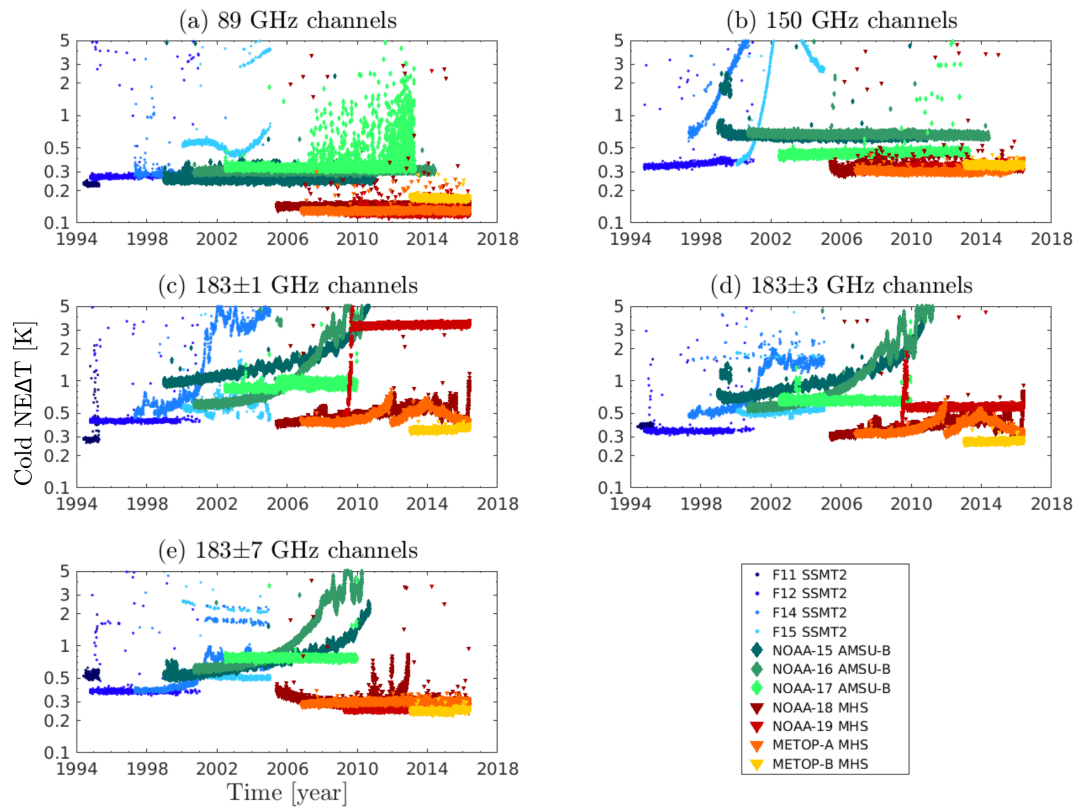 (a) 89 GHz channels
5
3
2
1
0.5
0.3
0.2
0.1
1994 1998 2002 2006 2010 2014 2018
(b) 150 GHz channels
5
3
2
1
0.5
0.3
0.2
0.1
1994 1998 2002 2006 2010 2014 2018
(c) 183±1 GHz channels
5
3
2
1
0.5
0.3
0.1
1994 1998 2002 2006 2010 2014 2018
(d) 183±3 GHz channels
5
3
2
1
0.5
0.3
0.2
0.1
1994 1998 2002 2006 2010 2014 2018
Cold NEΔT [K]
(e) 183±7 GHz channels
5
3
2
1
0.5
0.3
0.2
0.1
1994 1998 2002 2006 2010 2014 2018
Time [year]
F11 SSMT2
F12 SSMT2
F14 SSMT2
F15 SSMT2
NOAA-15 AMSU-B
NOAA-16 AMSU-B
NOAA-17 AMSU-B
NOAA-18 MHS
NOAA-19 MHS
METOP-A MHS
METOP-B MHS